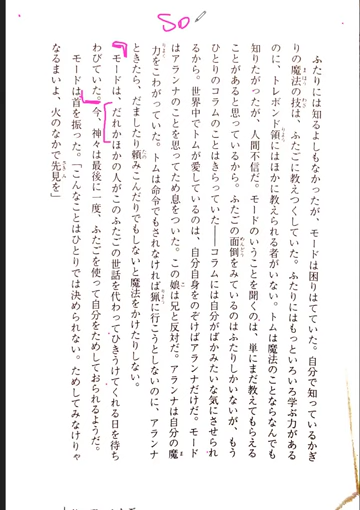 so
ふたりには知るよしもなかったが、モードは困りはてていた。自分で知っているかぎ
りの魔法の技は、ふたごに教えつくしていた。ふたりにはもっといろいろ学ぶ力がある
のに、トレボンド領にはほかに教えられる者がいない。トムは魔法のことならなんでも
知りたがったが、人間不信だ。モードのいうことを聞くのは、単にまだ教えてもらえる
ことがあると思っているから。ふたごの面倒をみているのはふたりしかいないが、もう
ひとりのコラムのことはきらっていた——コラムには自分がばかみたいな気にさせられ
るから。世界中でトムが愛しているのは、自分自身をのぞけばアランナだけだ。モード
はアランナのことを思ってため息をついた。この娘は兄と反対だ。アランナは自分の魔
力をこわがっていた。トムは命令でもされなければ猟に行こうとしないのに、アランナ
ときたら、だましたり頼みこんだりでもしないと魔法をかけたりしない。
モードは、だれかほかの人がこのふたごの世話を代わってひきうけてくれる日を待ち
わびていた。今、神々は最後に一度、ふたごを使って自分をためしておられるようだ。
モードは首を振った。「こんなことはひとりでは決められない。ためしてみなけりゃ
なるまいよ、火のなかで先見を」